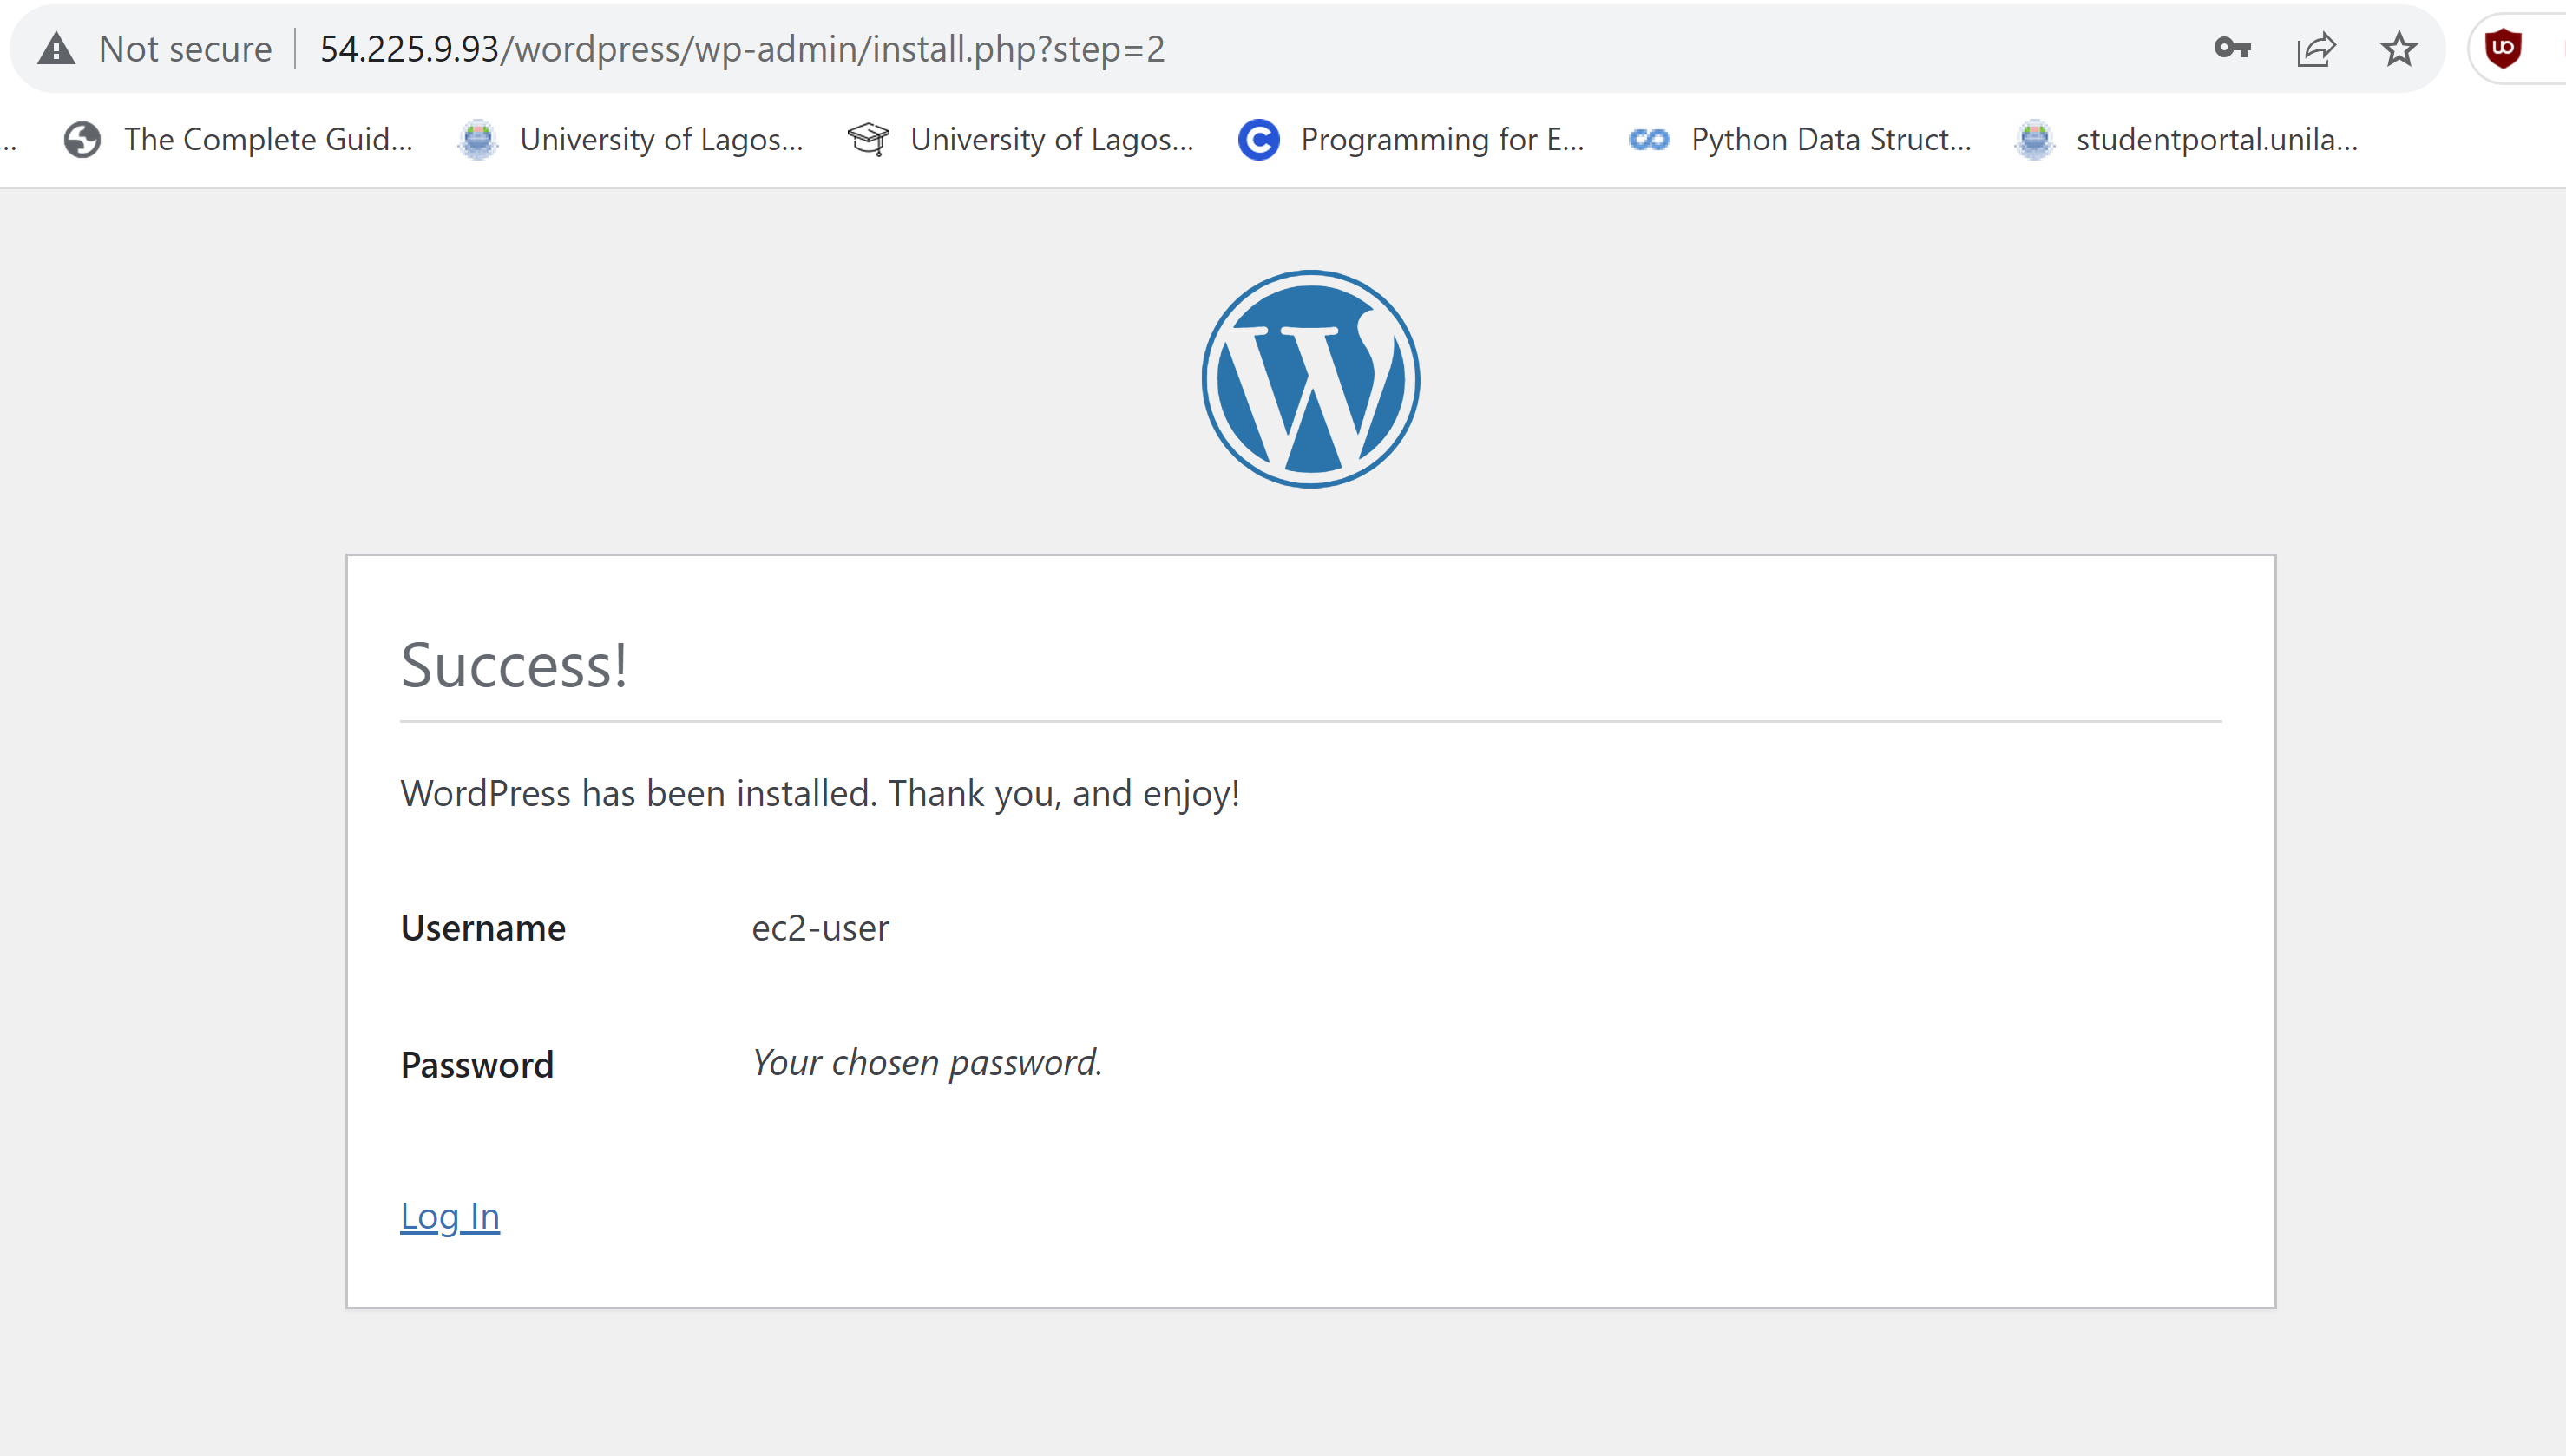 Not secure 54.225.9.93/wordpress/wp-admin/install.php?step=2
... The Complete Guid... University of Lagos... University of Lagos... Programming for E... Python Data Struct... studentportal.unila...
Success!
WordPress has been installed. Thank you, and enjoy!
Username ec2-user
Password Your chosen password.
Log In